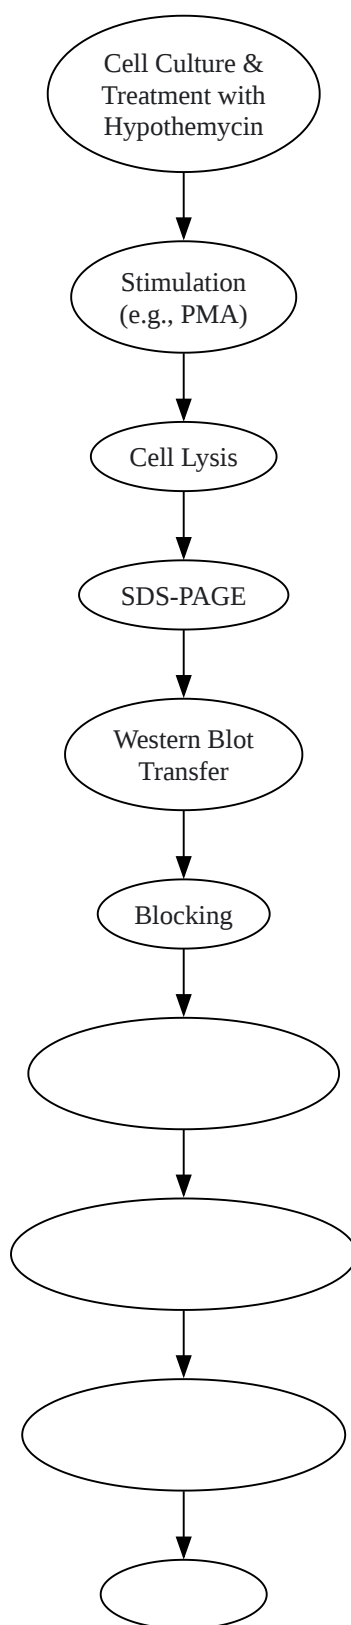 Cell Culture &
Treatment with
Hypothemycin
Stimulation
(e.g., PMA)
Cell Lysis
SDS-PAGE
Western Blot
Transfer
Blocking